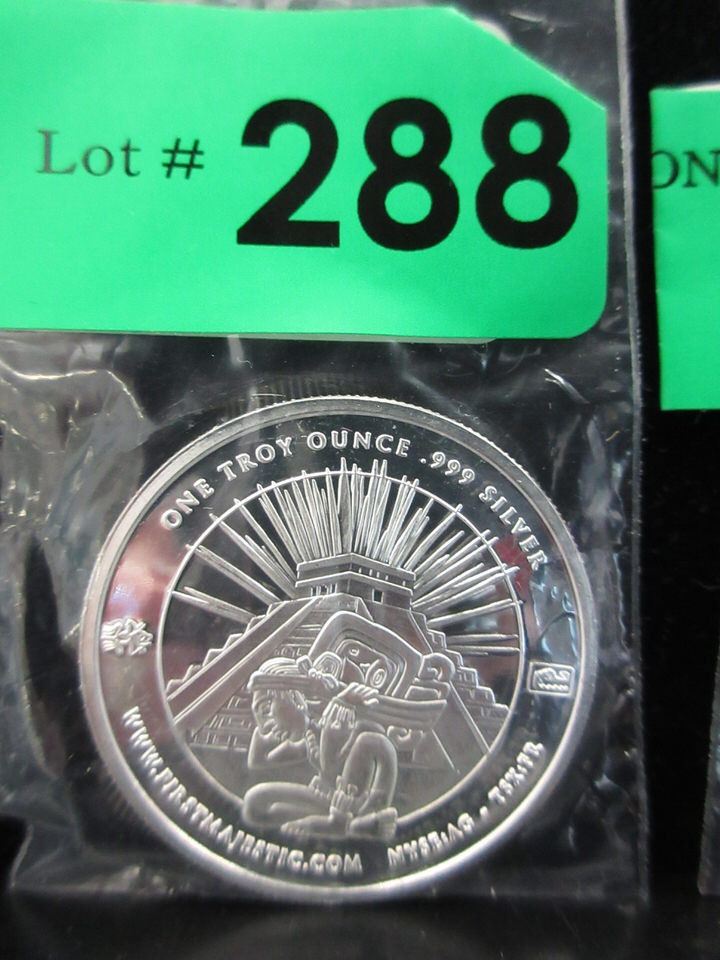 Lot # 288
ON
ONE TROY OUNCE . 999 SILVER
WWW.FIRSTMAJESTIC.COM NYSE:AG • TSX:FR